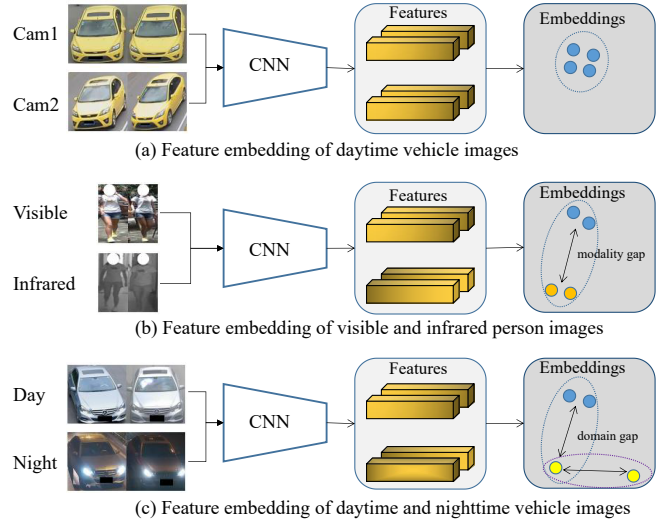 Cam1
Cam2
CNN
Features
Embeddings
(a) Feature embedding of daytime vehicle images
Visible
Infrared
CNN
Features
Embeddings
modality gap
(b) Feature embedding of visible and infrared person images
Day
Night
CNN
Features
Embeddings
domain gap
(c) Feature embedding of daytime and nighttime vehicle images